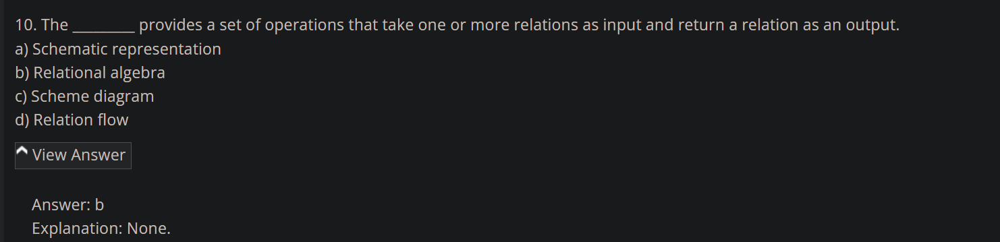 10. The _________ provides a set of operations that take one or more relations as input and return a relation as an output.
a) Schematic representation
b) Relational algebra
c) Scheme diagram
d) Relation flow
View Answer
Answer: b
Explanation: None.